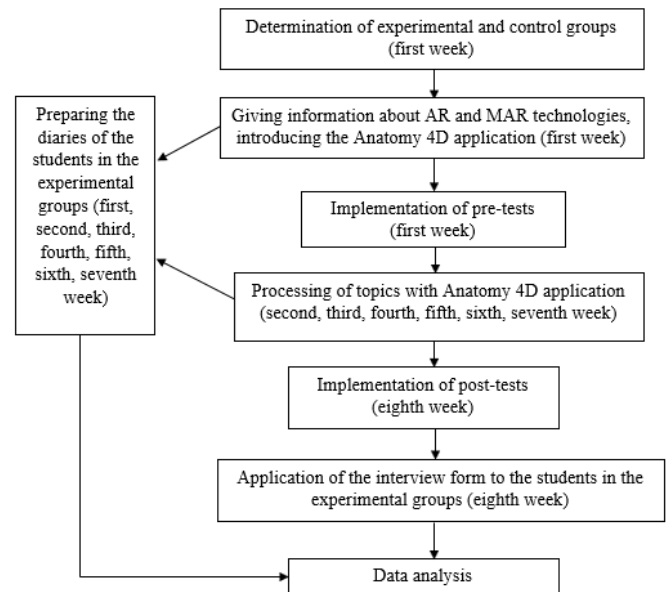 Determination of experimental and control groups
(first week)
Preparing the
diaries of the
students in the
experimental
groups (first,
second, third,
fourth, fifth,
sixth, seventh
week)
Giving information about AR and MAR technologies,
introducing the Anatomy 4D application (first week)
Implementation of pre-tests
(first week)
Processing of topics with Anatomy 4D application
(second, third, fourth, fifth, sixth, seventh week)
Implementation of post-tests
(eighth week)
Application of the interview form to the students in the
experimental groups (eighth week)
Data analysis